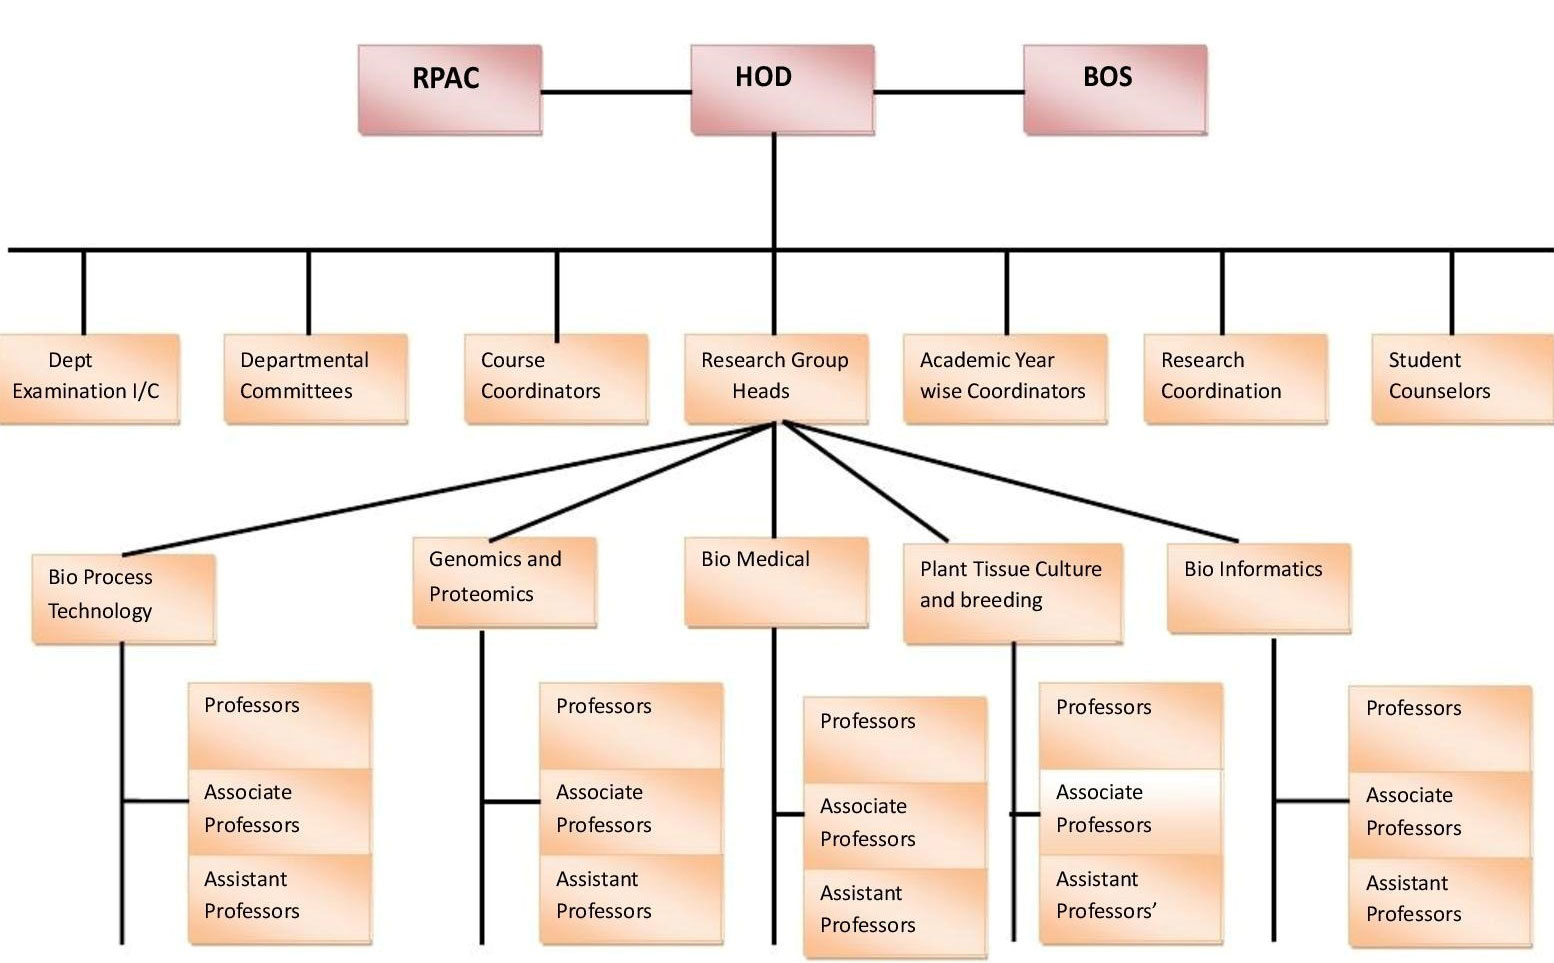 RPAC
HOD
BOS
Dept
Examination I/C
Departmental
Committees
Course
Coordinators
Research Group
Heads
Academic Year
wise Coordinators
Research
Coordination
Student
Counselors
Bio Process
Technology
Genomics and
Proteomics
Bio Medical
Plant Tissue Culture
and breeding
Bio Informatics
Professors
Associate
Professors
Assistant
Professors
Professors
Associate
Professors
Assistant
Professors
Professors
Associate
Professors
Assistant
Professors
Professors
Associate
Professors
Assistant
Professors’
Professors
Associate
Professors
Assistant
Professors